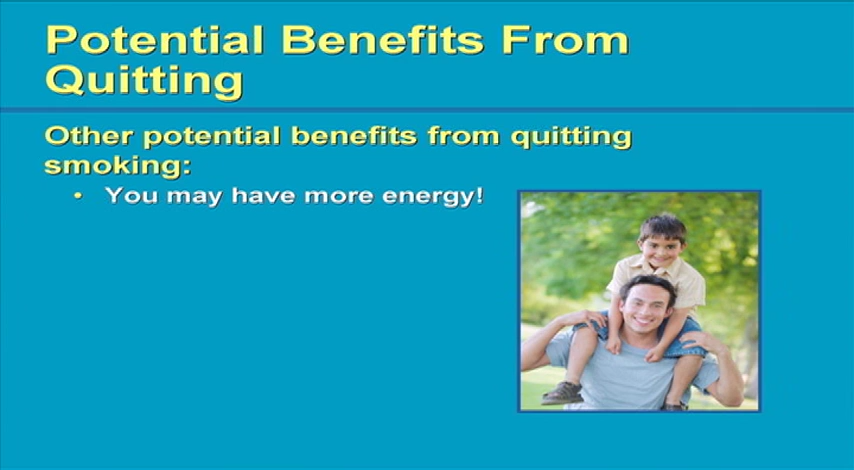 Potential Benefits From
Quitting
Other potential benefits from quitting
smoking:
• You may have more energy!